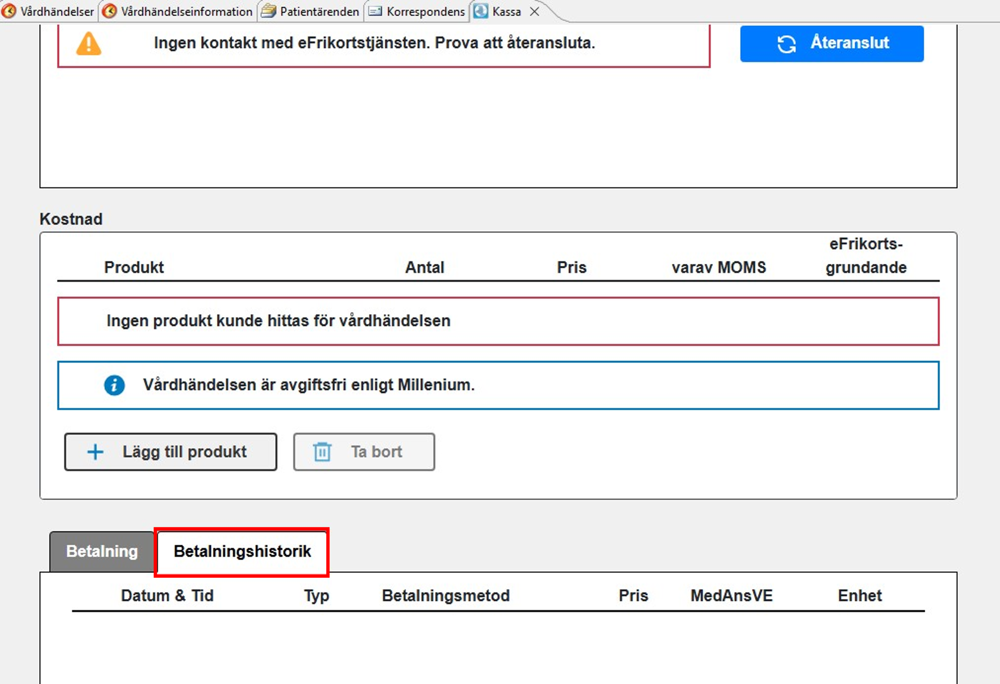 Vårdhändelser Vårdhändelseinformation Patientärenden Korrespondens Kassa
Ingen kontakt med eFrikortstjänsten. Prova att återansluta.
Återanslut
Kostnad
Produkt Antal Pris varav MOMS eFrikorts-
grundande
Ingen produkt kunde hittas för vårdhändelsen
Vårdhändelsen är avgiftsfri enligt Millenium.
Lägg till produkt Ta bort
Betalning Betalningshistorik
Datum & Tid Typ Betalningsmetod Pris MedAnsVE Enhet